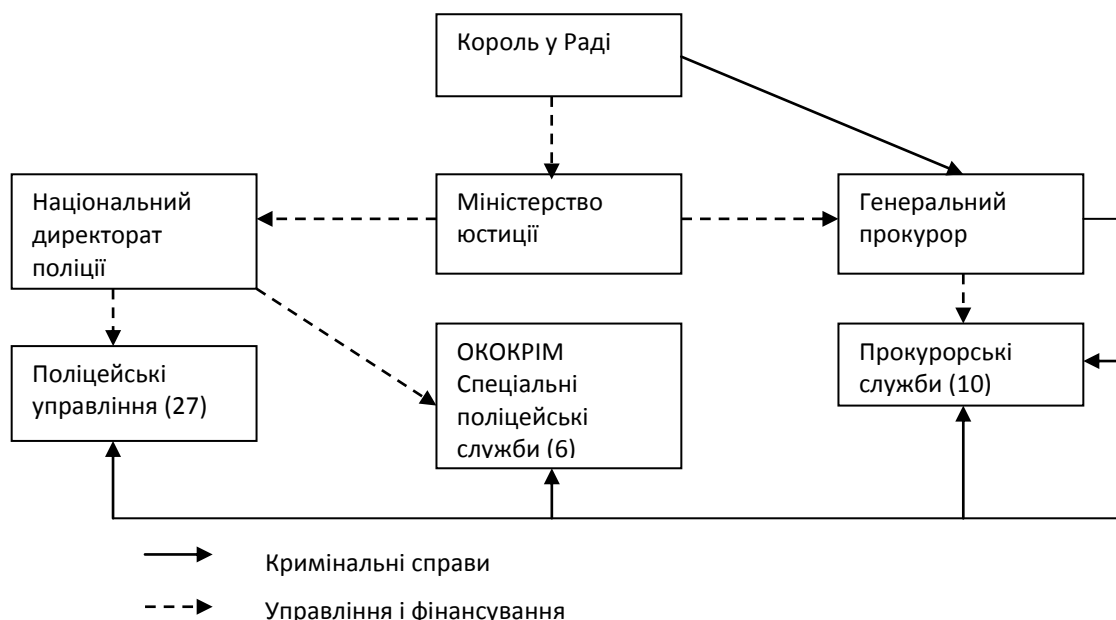 Король у Раді
Національний
директорат
поліції
Міністерство
юстиції
Генеральний
прокурор
Поліцейські
управління (27)
ОКОКРІМ
Спеціальні
поліцейські
служби (6)
Прокурорські
служби (10)
Кримінальні справи
Управління і фінансування